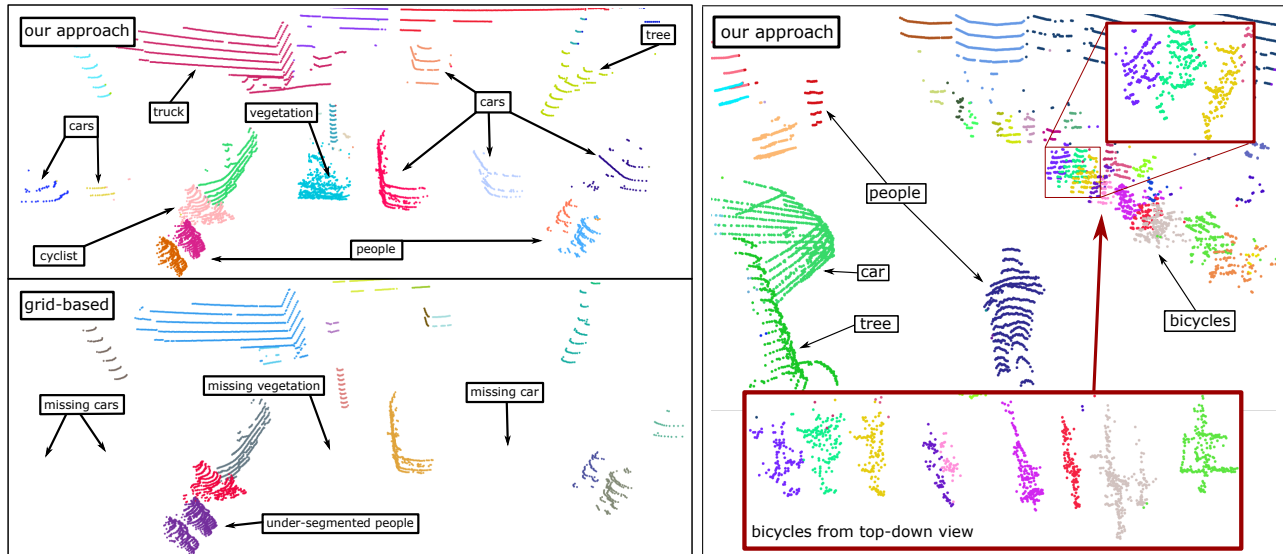 our approach
tree
truck
vegetation
cars
cars
cyclist
people
grid-based
missing vegetation
missing car
missing cars
under-segmented people
our approach
people
car
tree
bicycles
bicycles from top-down view